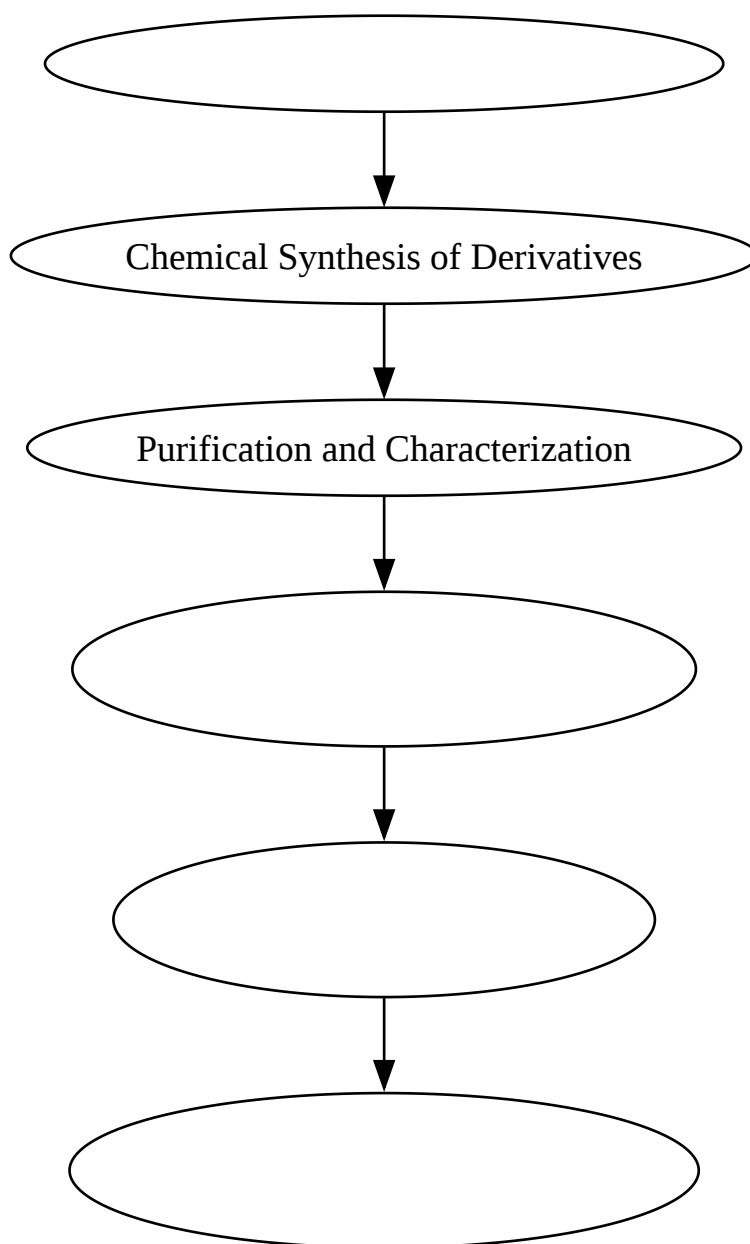 Chemical Synthesis of Derivatives
Purification and Characterization